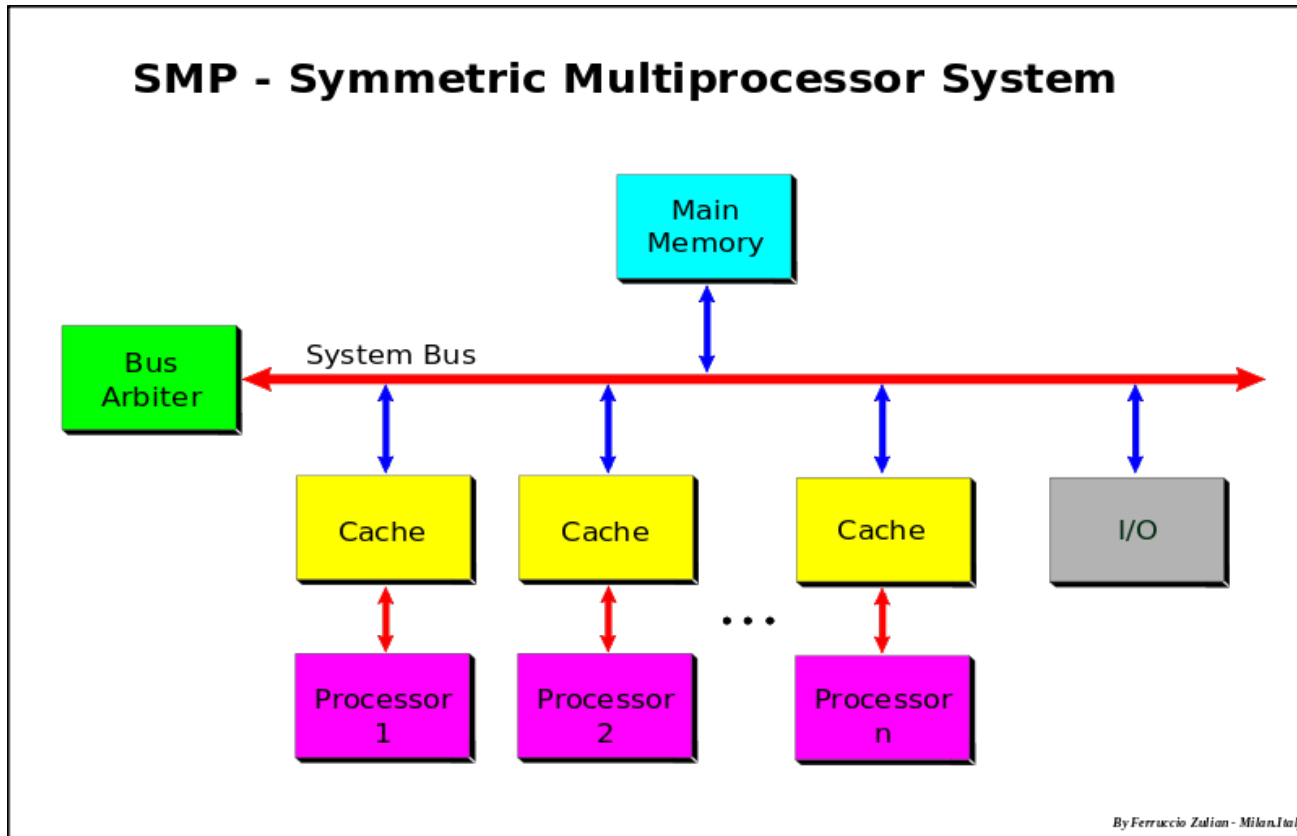 SMP - Symmetric Multiprocessor System
Main
Memory
Bus
Arbiter
System Bus
Cache
Cache
Cache
I/O
...
Processor
1
Processor
2
Processor
n
By Ferruccio Zulian - Milan.Ital